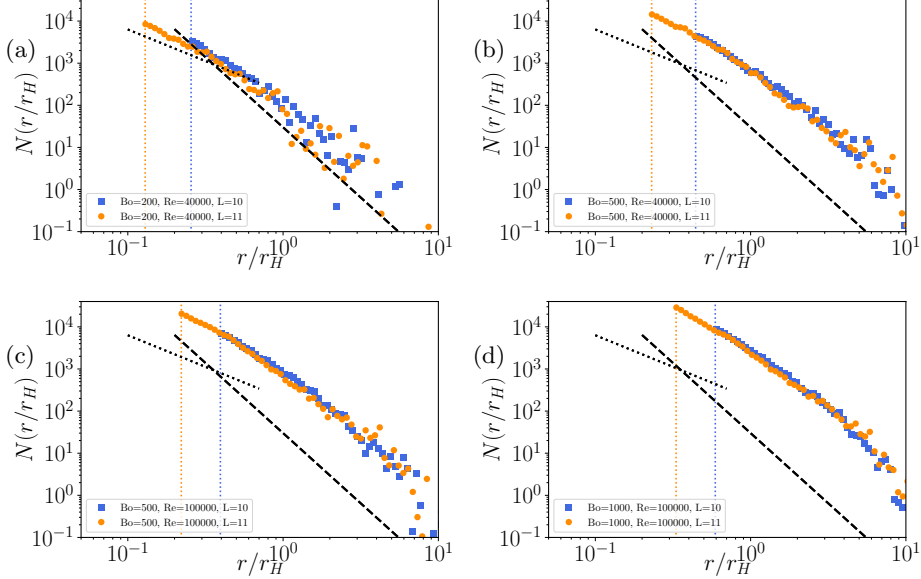 (a)
N(r/r_H)
10^4
10^3
10^2
10^1
10^0
10^{-1}
Bo=200, Re=40000, L=10
Bo=200, Re=40000, L=11
10^{-1} 10^0 10^1
r/r_H
(b)
N(r/r_H)
10^4
10^3
10^2
10^1
10^0
10^{-1}
Bo=500, Re=40000, L=10
Bo=500, Re=40000, L=11
10^{-1} 10^0 10^1
r/r_H
(c)
N(r/r_H)
10^4
10^3
10^2
10^1
10^0
10^{-1}
Bo=500, Re=100000, L=10
Bo=500, Re=100000, L=11
10^{-1} 10^0 10^1
r/r_H
(d)
N(r/r_H)
10^4
10^3
10^2
10^1
10^0
10^{-1}
Bo=1000, Re=100000, L=10
Bo=1000, Re=100000, L=11
10^{-1} 10^0 10^1
r/r_H